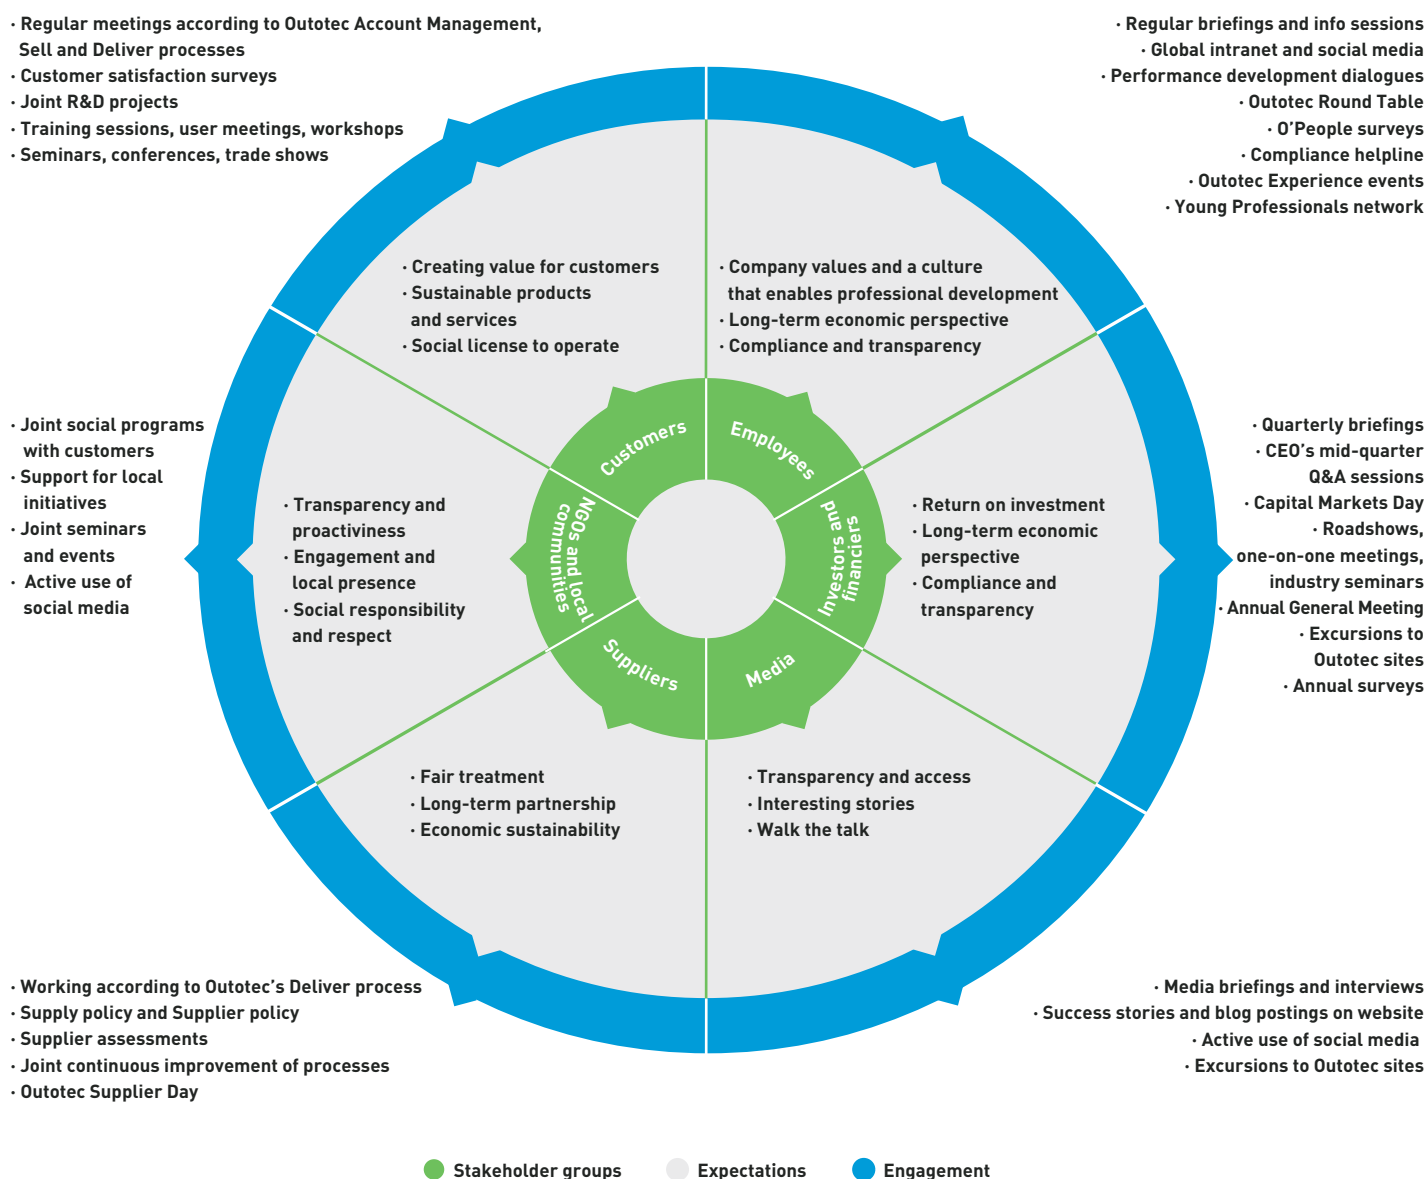 · Regular meetings according to Outotec Account Management,
Sell and Deliver processes
· Customer satisfaction surveys
· Joint R&D projects
· Training sessions, user meetings, workshops
· Seminars, conferences, trade shows
· Regular briefings and info sessions
· Global intranet and social media
· Performance development dialogues
· Outotec Round Table
· O’People surveys
· Compliance helpline
· Outotec Experience events
· Young Professionals network
· Creating value for customers
· Sustainable products
and services
· Social license to operate
· Company values and a culture
that enables professional development
· Long-term economic perspective
· Compliance and transparency
Customers
Employees
· Joint social programs
with customers
· Support for local
initiatives
· Joint seminars
and events
· Active use of
social media
· Transparency and
proactiviness
· Engagement and
local presence
· Social responsibility
and respect
NGOs and local
communities
Investors and
financiers
· Return on investment
· Long-term economic
perspective
· Compliance and
transparency
· Quarterly briefings
· CEO’s mid-quarter
Q&A sessions
· Capital Markets Day
· Roadshows,
one-on-one meetings,
industry seminars
· Annual General Meeting
· Excursions to
Outotec sites
· Annual surveys
Suppliers
Media
· Fair treatment
· Long-term partnership
· Economic sustainability
· Transparency and access
· Interesting stories
· Walk the talk
· Working according to Outotec’s Deliver process
· Supply policy and Supplier policy
· Supplier assessments
· Joint continuous improvement of processes
· Outotec Supplier Day
· Media briefings and interviews
· Success stories and blog postings on website
· Active use of social media
· Excursions to Outotec sites
Stakeholder groups
Expectations
Engagement